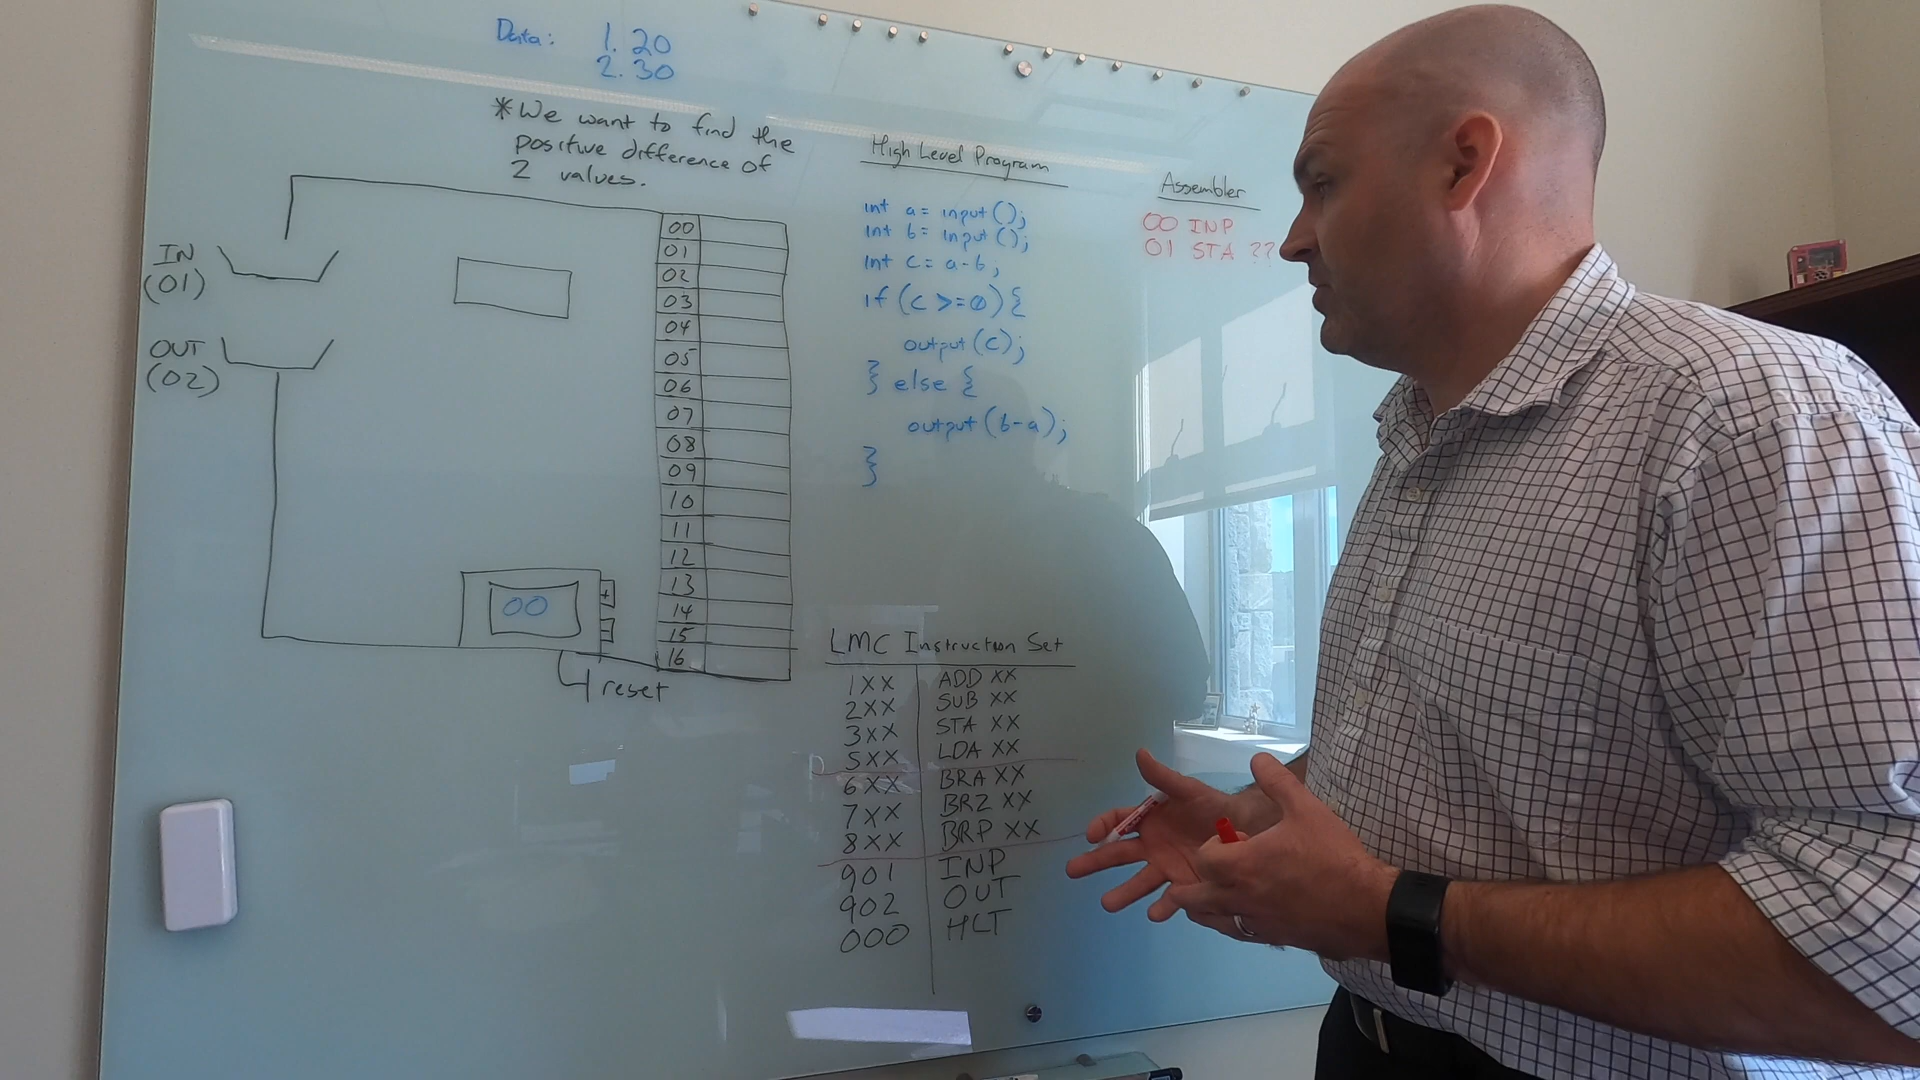 Data: 1. 20
2. 30
*We want to find the
positive difference of
2 values.
IN
(01)
OUT
(02)
00
01
02
03
04
05
06
07
08
09
10
11
12
13
14
15
16
00
+
reset
High Level Program
int a = input();
int b = input();
int c = a-b;
if (c >=0) {
output(c);
} else {
output(b-a);
}
Assembler
00 INP
01 STA ??
LMC Instruction Set
1XX ADD XX
2XX SUB XX
3XX STA XX
5XX LDA XX
6XX BRA XX
7XX BRZ XX
8XX BRP XX
901 INP
902 OUT
000 HLT